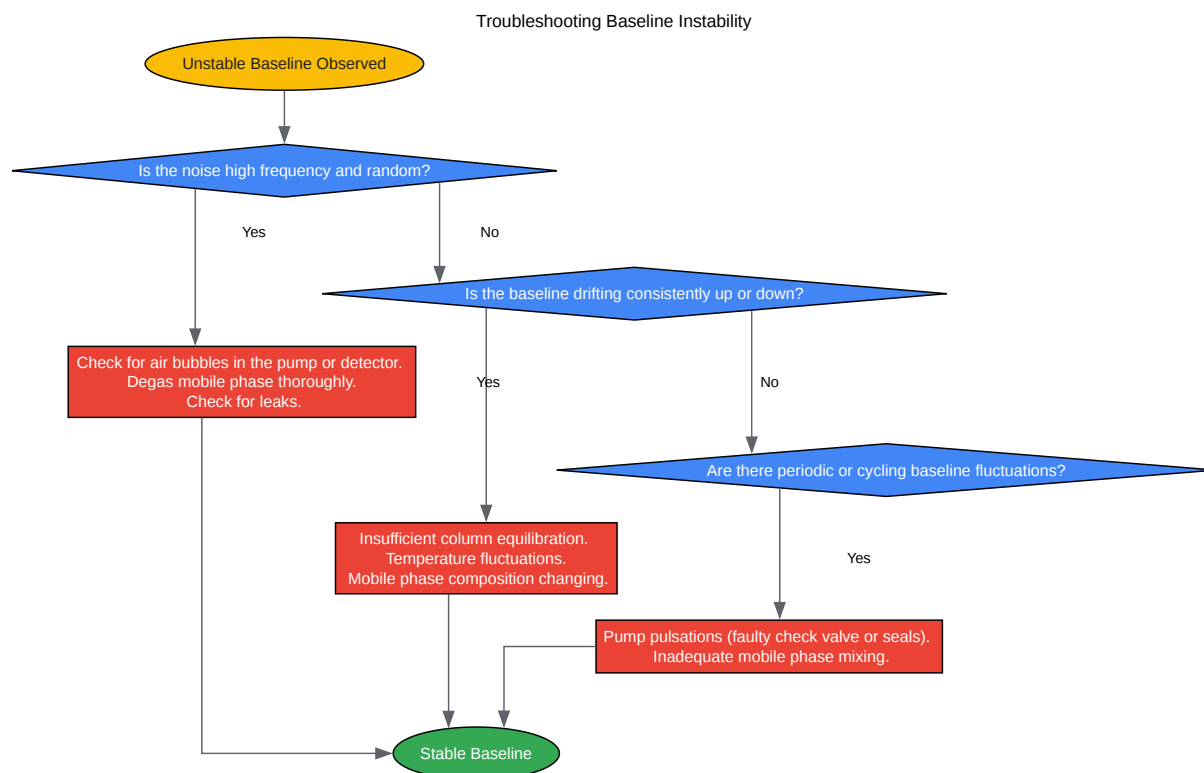 Troubleshooting Baseline Instability
Unstable Baseline Observed
Is the noise high frequency and random?
Yes
No
Is the baseline drifting consistently up or down?
Check for air bubbles in the pump or detector.
Degas mobile phase thoroughly.
Check for leaks.
Yes
No
Are there periodic or cycling baseline fluctuations?
Insufficient column equilibration.
Temperature fluctuations.
Mobile phase composition changing.
Yes
Pump pulsations (faulty check valve or seals).
Inadequate mobile phase mixing.
Stable Baseline